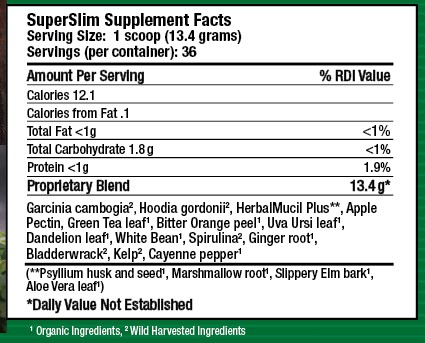 SuperSlim Supplement Facts
Serving Size: 1 scoop (13.4 grams)
Servings (per container): 36
Amount Per Serving % RDI Value
Calories 12.1
Calories from Fat .1
Total Fat <1g <1%
Total Carbohydrate 1.8 g <1%
Protein <1g 1.9%
Proprietary Blend 13.4 g*
Garcinia cambogia², Hoodia gordonii², HerbalMucil Plus**, Apple
Pectin, Green Tea leaf¹, Bitter Orange peel¹, Uva Ursi leaf¹,
Dandelion leaf¹, White Bean¹, Spirulina², Ginger root¹,
Bladderwrack², Kelp², Cayenne pepper¹
(**Psyllium husk and seed¹, Marshmallow root¹, Slippery Elm bark¹,
Aloe Vera leaf¹)
*Daily Value Not Established
¹ Organic Ingredients, ² Wild Harvested Ingredients